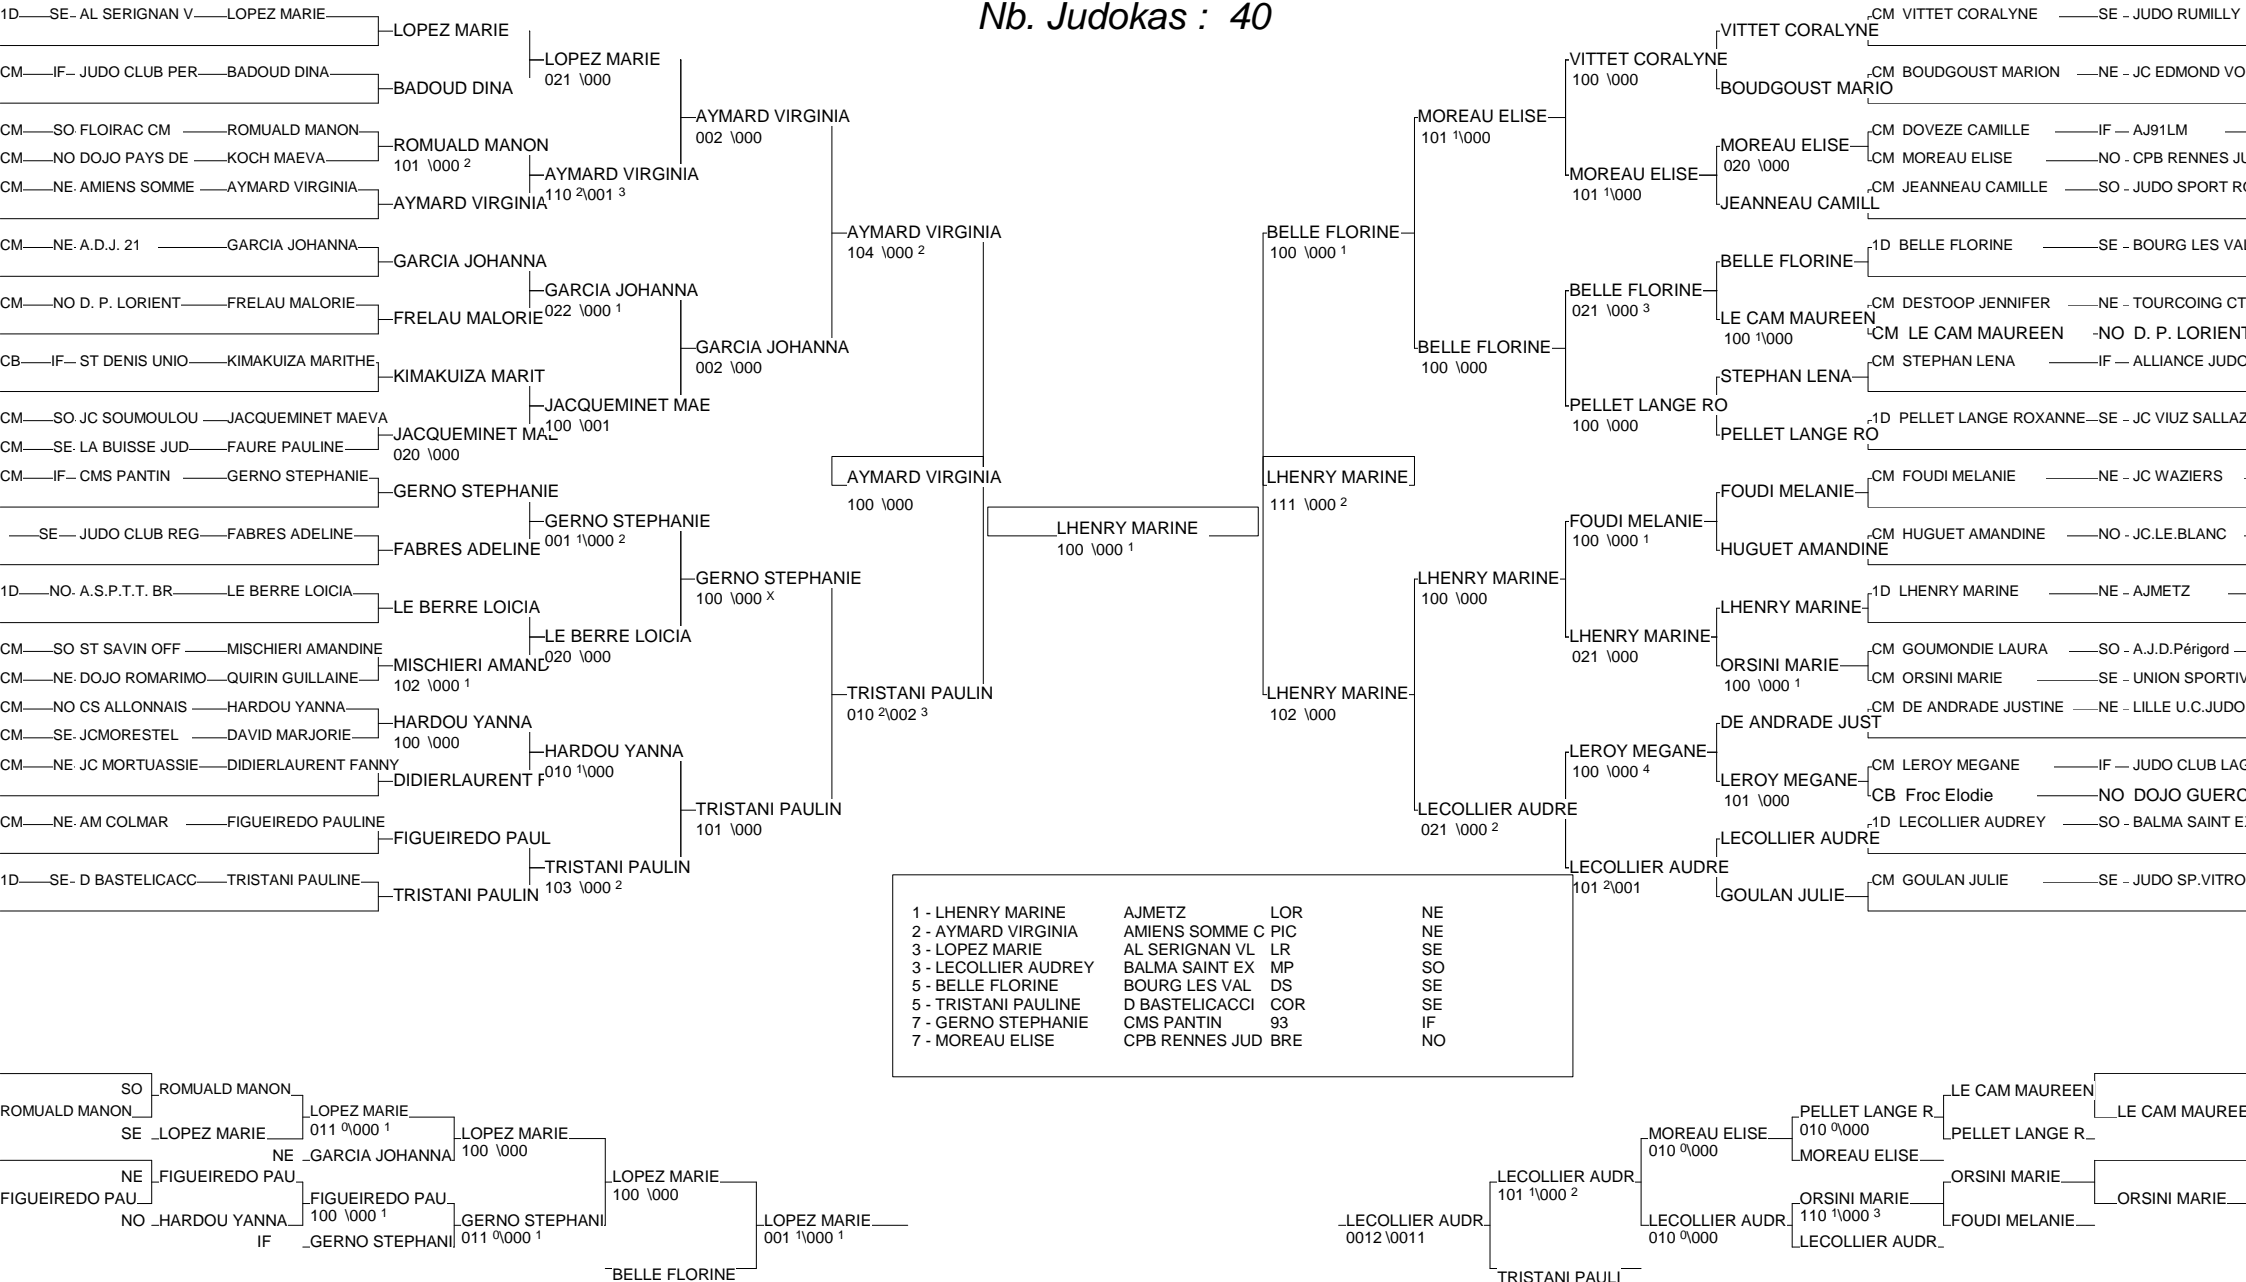 Nb. Judokas : 40
1D SE AL SERIGNAN V LOPEZ MARIE
CM IF JUDO CLUB PER BADOUD DINA
CM SO FLOIRAC CM ROMUALD MANON
CM NO DOJO PAYS DE KOCH MAEVA
CM NE AMIENS SOMME AYMARD VIRGINIA
CM NE A.D.J. 21 GARCIA JOHANNA
CM NO D. P. LORIENT FRELAU MALORIE
CB IF ST DENIS UNIO KIMAKUIZA MARITHE
CM SO JC SOUMOULOU JACQUEMINET MAEVA
CM SE LA BUISSE JUD FAURE PAULINE
CM IF CMS PANTIN GERNO STEPHANIE
SE JUDO CLUB REG FABRES ADELINE
1D NO A.S.P.T.T. BR LE BERRE LOICIA
CM SO ST SAVIN OFF MISCHIERI AMANDINE
CM NE DOJO ROMARIMO QUIRIN GUILLAINE
CM NO CS ALLONNAIS HARDOU YANNA
CM SE JCMORESTEL DAVID MARJORIE
CM NE JC MORTUASSIE DIDIERLAURENT FANNY
CM NE AM COLMAR FIGUEIREDO PAULINE
1D SE D BASTELICACC TRISTANI PAULINE
LOPEZ MARIE
BADOUD DINA
ROMUALD MANON
101 \000 2
AYMARD VIRGINIA
GARCIA JOHANNA
FRELAU MALORIE
KIMAKUIZA MARIT
JACQUEMINET MAE
020 \000
GERNO STEPHANIE
FABRES ADELINE
LE BERRE LOICIA
MISCHIERI AMAND
102 \000 1
HARDOU YANNA
100 \000
DIDIERLAURENT F
FIGUEIREDO PAUL
TRISTANI PAULIN
LOPEZ MARIE
021 \000
AYMARD VIRGINIA
110 2\001 3
GARCIA JOHANNA
022 \000 1
JACQUEMINET MAE
100 \001
GERNO STEPHANIE
001 1\000 2
LE BERRE LOICIA
020 \000
HARDOU YANNA
010 1\000
TRISTANI PAULIN
103 \000 2
AYMARD VIRGINIA
002 \000
GARCIA JOHANNA
002 \000
GERNO STEPHANIE
100 \000 X
TRISTANI PAULIN
101 \000
AYMARD VIRGINIA
104 \000 2
TRISTANI PAULIN
010 2\002 3
AYMARD VIRGINIA
100 \000
LHENRY MARINE
100 \000 1
LHENRY MARINE
111 \000 2
BELLE FLORINE
100 \000 1
LHENRY MARINE
102 \000
MOREAU ELISE
101 1\000
BELLE FLORINE
100 \000
LHENRY MARINE
100 \000
LECOLLIER AUDRE
021 \000 2
VITTET CORALYNE
100 \000
MOREAU ELISE
101 1\000
BELLE FLORINE
021 \000 3
PELLET LANGE RO
100 \000
FOUDI MELANIE
100 \000 1
LHENRY MARINE
021 \000
LEROY MEGANE
100 \000 4
LECOLLIER AUDRE
101 2\001
VITTET CORALYNE
BOUDGOUST MARIO
MOREAU ELISE
020 \000
JEANNEAU CAMILL
BELLE FLORINE
LE CAM MAUREEN
100 1\000
STEPHAN LENA
PELLET LANGE RO
FOUDI MELANIE
HUGUET AMANDINE
LHENRY MARINE
ORSINI MARIE
100 \000 1
DE ANDRADE JUST
LEROY MEGANE
101 \000
LECOLLIER AUDRE
GOULAN JULIE
CM VITTET CORALYNE SE - JUDO RUMILLY
CM BOUDGOUST MARION NE - JC EDMOND VO
CM DOVEZE CAMILLE IF AJ91LM
CM MOREAU ELISE NO - CPB RENNES JU
CM JEANNEAU CAMILLE SO - JUDO SPORT RO
1D BELLE FLORINE SE - BOURG LES VAL
CM DESTOOP JENNIFER NE - TOURCOING CT
CM LE CAM MAUREEN -NO D. P. LORIENT
CM STEPHAN LENA IF ALLIANCE JUDO
1D PELLET LANGE ROXANNE SE - JC VIUZ SALLAZ
CM FOUDI MELANIE NE - JC WAZIERS
CM HUGUET AMANDINE NO - JC.LE.BLANC
1D LHENRY MARINE NE - AJMETZ
CM GOUMONDIE LAURA SO - A.J.D.Périgord
CM ORSINI MARIE SE - UNION SPORTIV
CM DE ANDRADE JUSTINE NE - LILLE U.C.JUDO
CM LEROY MEGANE IF JUDO CLUB LAG
CB Froc Elodie NO DOJO GUERC
1D LECOLLIER AUDREY SO - BALMA SAINT EX
CM GOULAN JULIE SE - JUDO SP.VITRO
1 - LHENRY MARINE AJMETZ LOR NE
2 - AYMARD VIRGINIA AMIENS SOMME C PIC NE
3 - LOPEZ MARIE AL SERIGNAN VL LR SE
3 - LECOLLIER AUDREY BALMA SAINT EX MP SO
5 - BELLE FLORINE BOURG LES VAL DS SE
5 - TRISTANI PAULINE D BASTELICACCI COR SE
7 - GERNO STEPHANIE CMS PANTIN 93 IF
7 - MOREAU ELISE CPB RENNES JUD BRE NO
SO ROMUALD MANON
ROMUALD MANON
SE LOPEZ MARIE
NE GARCIA JOHANNA
NE FIGUEIREDO PAU
FIGUEIREDO PAU
NO HARDOU YANNA
IF GERNO STEPHANI
LOPEZ MARIE
011 0\000 1
FIGUEIREDO PAU
100 \000 1
LOPEZ MARIE
100 \000
GERNO STEPHANI
011 0\000 1
LOPEZ MARIE
100 \000
BELLE FLORINE
LOPEZ MARIE
001 1\000 1
LECOLLIER AUDR
0012 \0011
LECOLLIER AUDR
101 1\000 2
TRISTANI PAULI
MOREAU ELISE
010 0\000
LECOLLIER AUDR
010 0\000
PELLET LANGE R
010 0\000
MOREAU ELISE
ORSINI MARIE
110 1\000 3
LECOLLIER AUDR
LE CAM MAUREEN
PELLET LANGE R
ORSINI MARIE
FOUDI MELANIE
LE CAM MAUREE
ORSINI MARIE